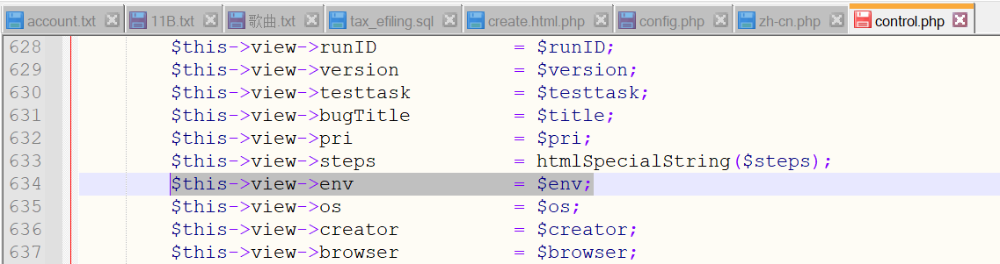 account.txt 11B.txt 歌曲.txt tax_efiling.sql create.html.php config.php zh-cn.php control.php
628 $this->view->runID = $runID;
629 $this->view->version = $version;
630 $this->view->testtask = $testtask;
631 $this->view->bugTitle = $title;
632 $this->view->pri = $pri;
633 $this->view->steps = htmlSpecialString($steps);
634 $this->view->env = $env;
635 $this->view->os = $os;
636 $this->view->creator = $creator;
637 $this->view->browser = $browser;